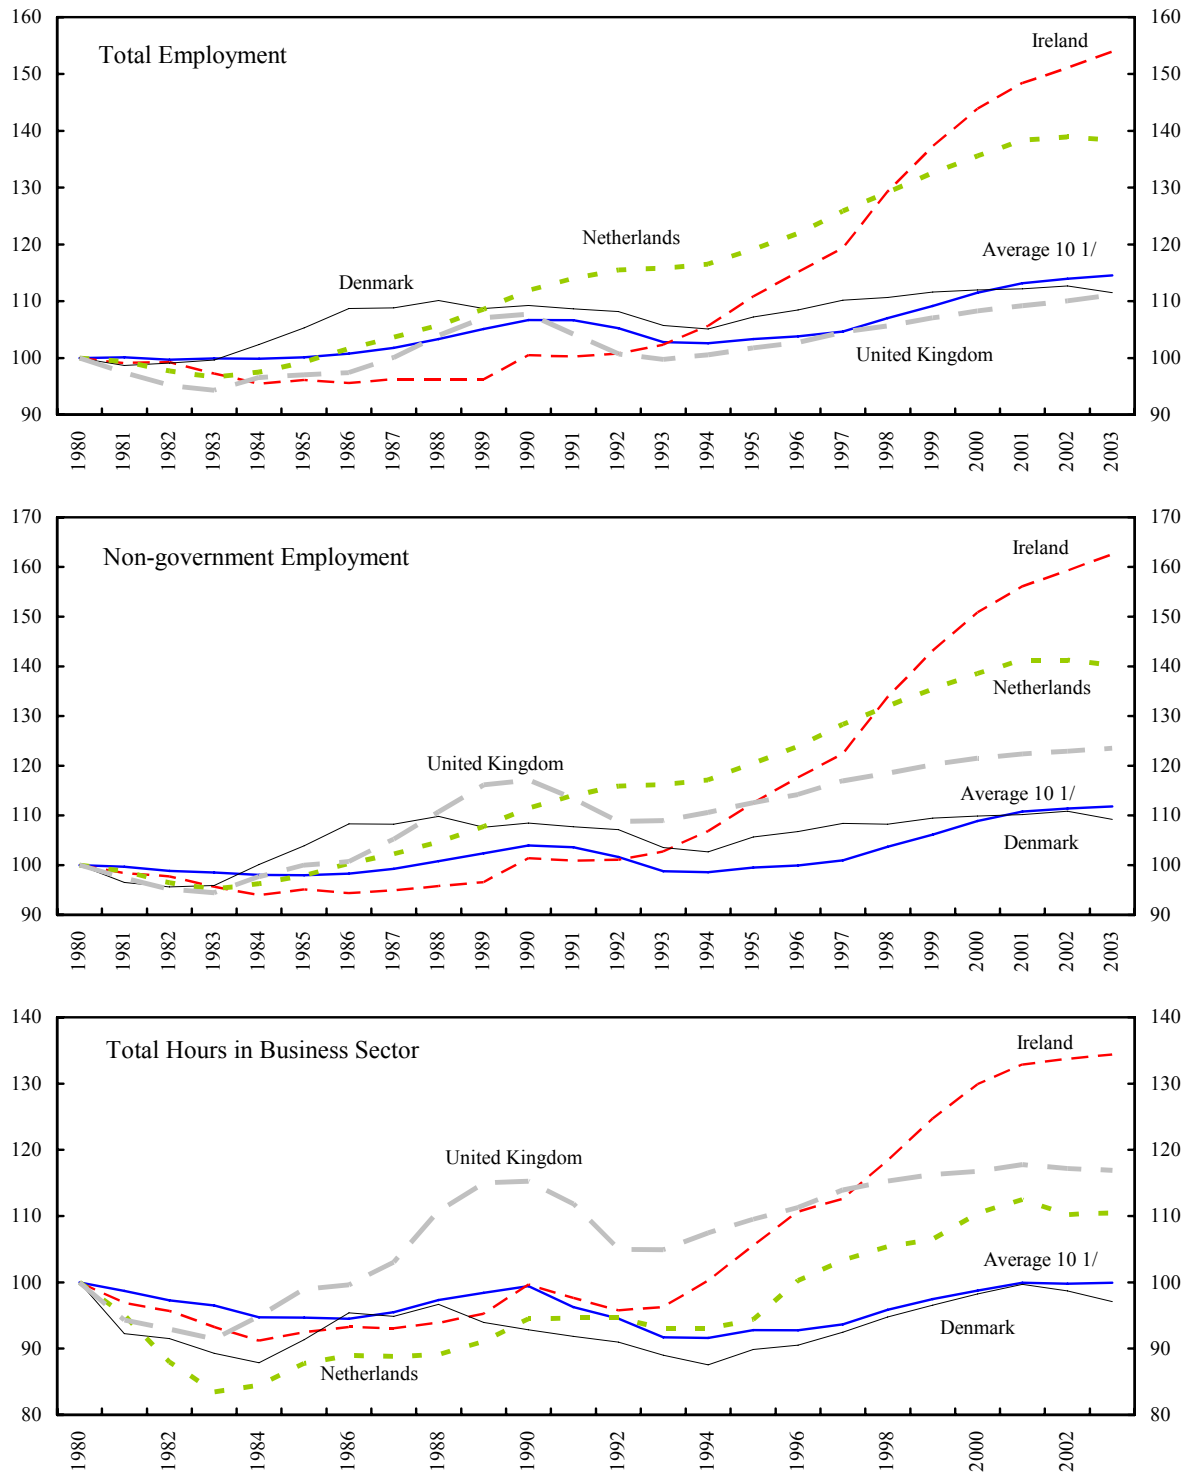 Total Employment
Ireland
Netherlands
Average 10 1/
Denmark
United Kingdom
160 160
150 150
140 140
130 130
120 120
110 110
100 100
90 90
1980 1981 1982 1983 1984 1985 1986 1987 1988 1989 1990 1991 1992 1993 1994 1995 1996 1997 1998 1999 2000 2001 2002 2003
Non-government Employment
Ireland
Netherlands
United Kingdom
Average 10 1/
Denmark
170 170
160 160
150 150
140 140
130 130
120 120
110 110
100 100
90 90
1980 1981 1982 1983 1984 1985 1986 1987 1988 1989 1990 1991 1992 1993 1994 1995 1996 1997 1998 1999 2000 2001 2002 2003
Total Hours in Business Sector
Ireland
United Kingdom
Average 10 1/
Denmark
Netherlands
140 140
130 130
120 120
110 110
100 100
90 90
80 80
1980 1982 1984 1986 1988 1990 1992 1994 1996 1998 2000 2002